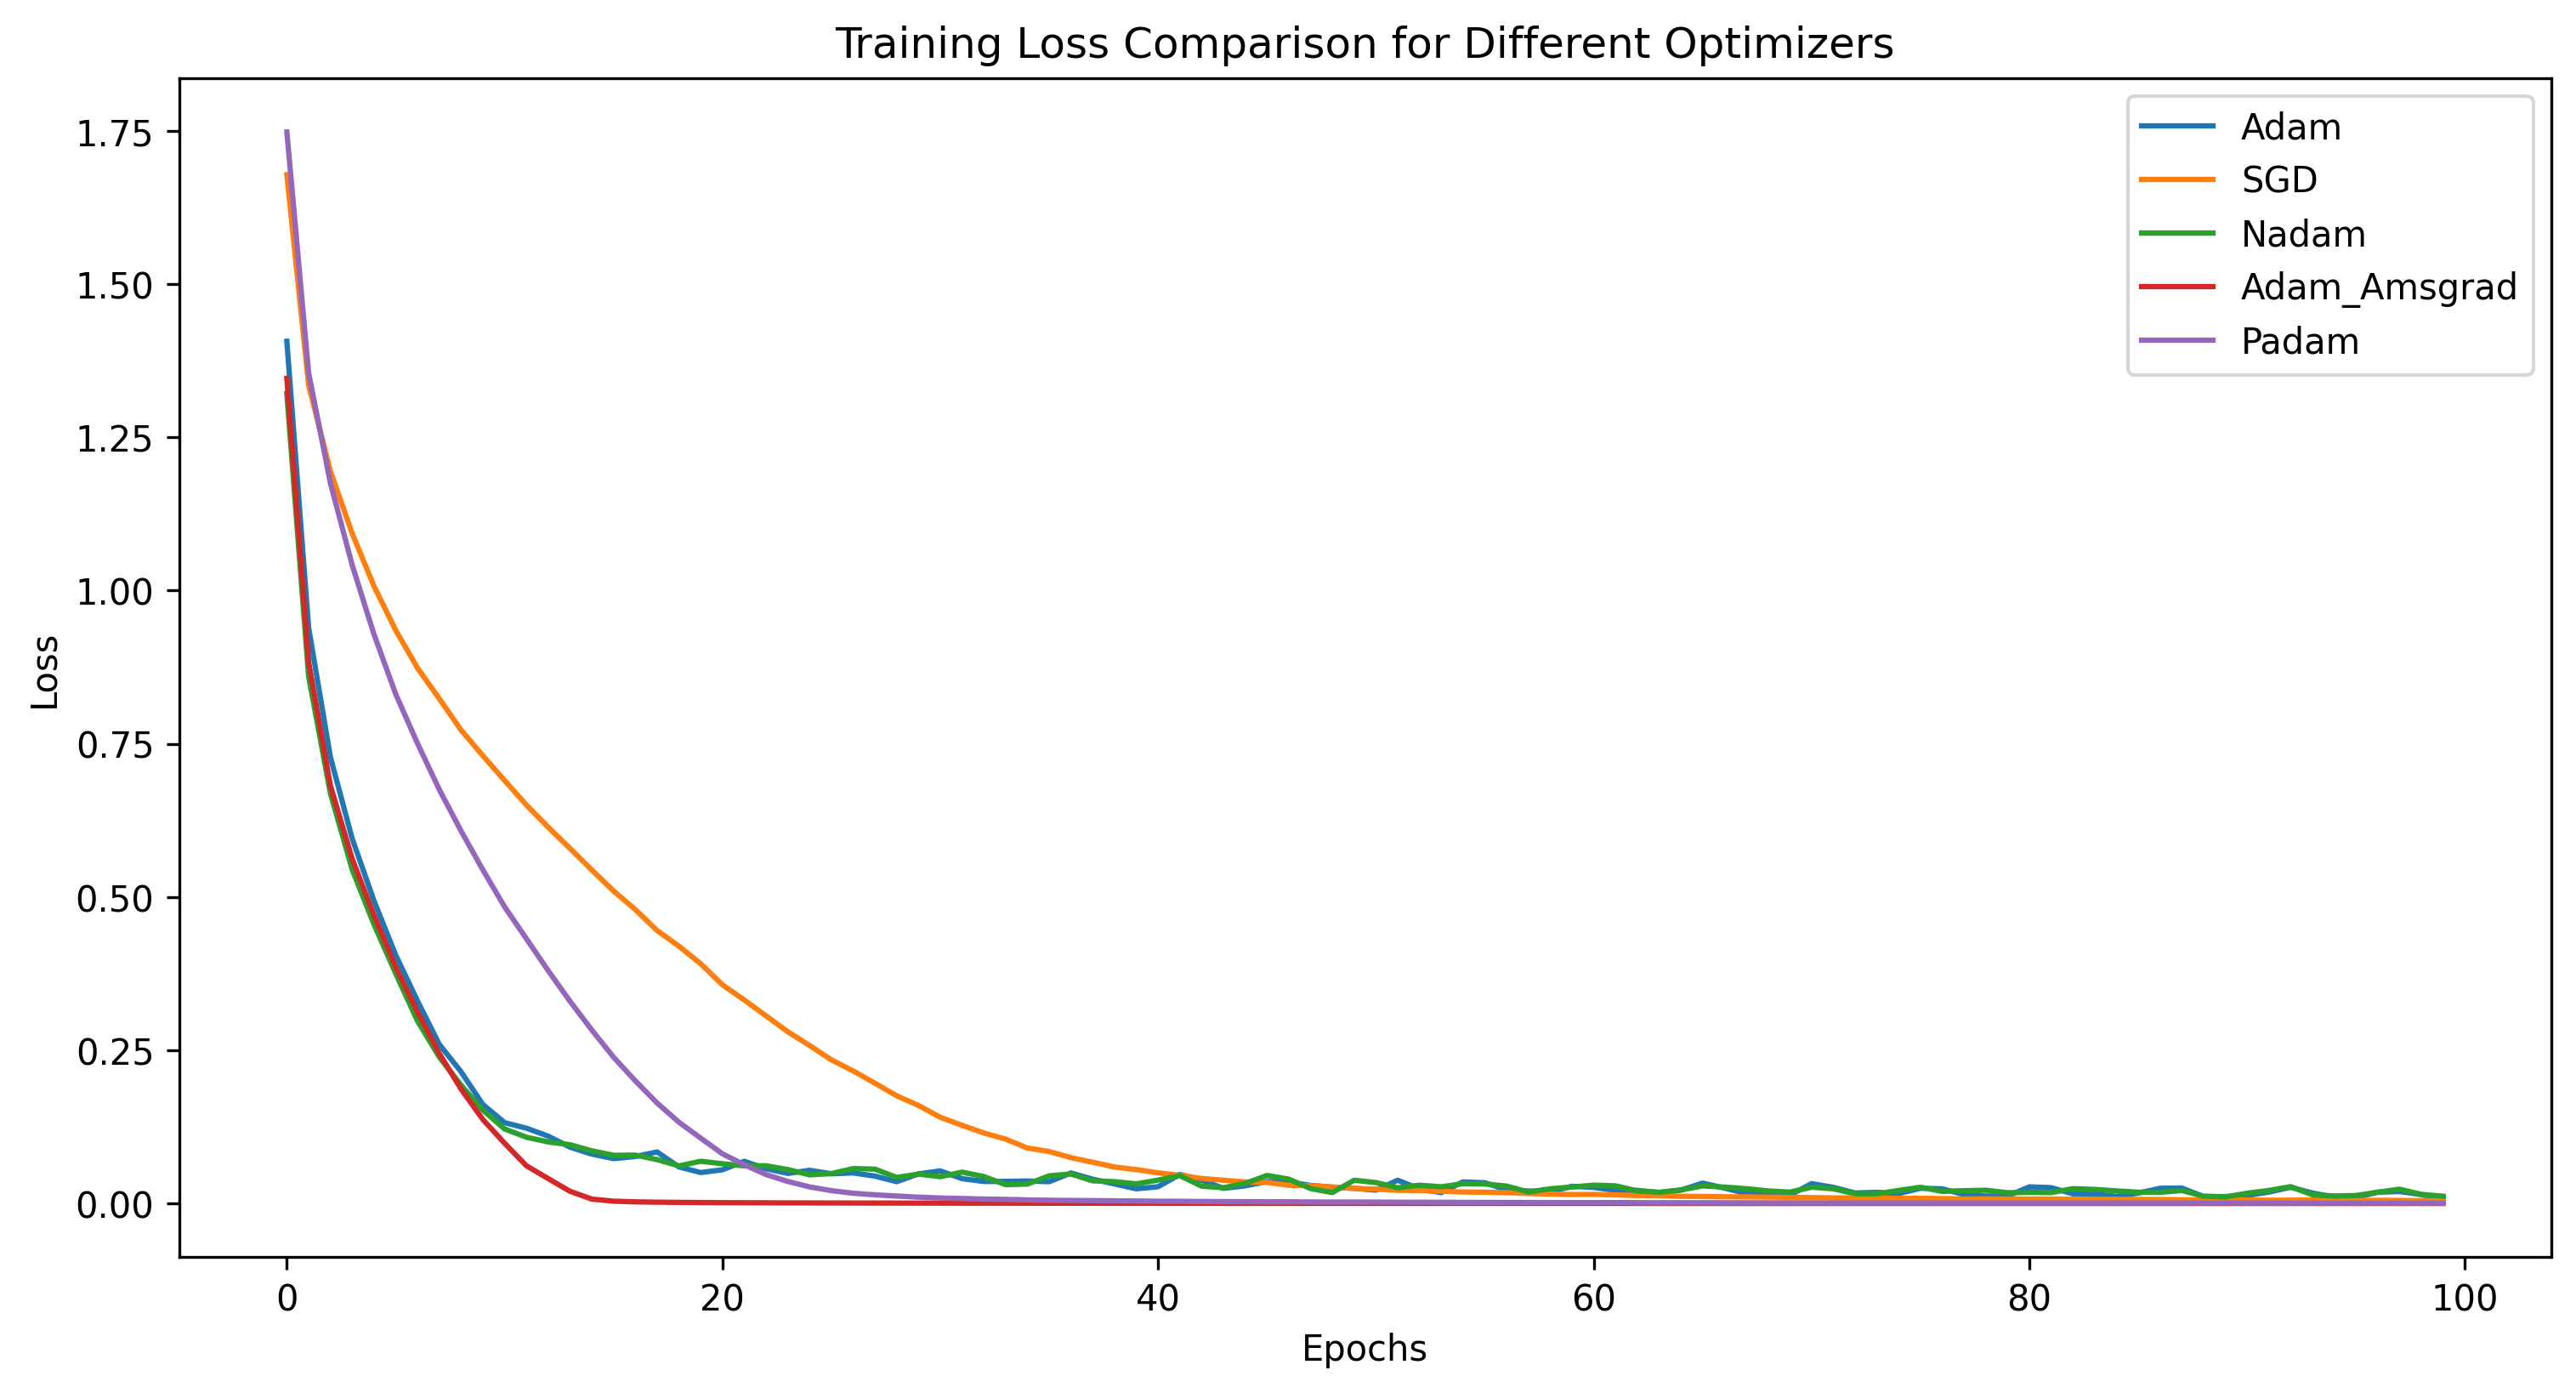 Training Loss Comparison for Different Optimizers
1.75
1.50
1.25
1.00
0.75
0.50
0.25
0.00
Loss
0 20 40 60 80 100
Epochs
Adam
SGD
Nadam
Adam_Amsgrad
Padam